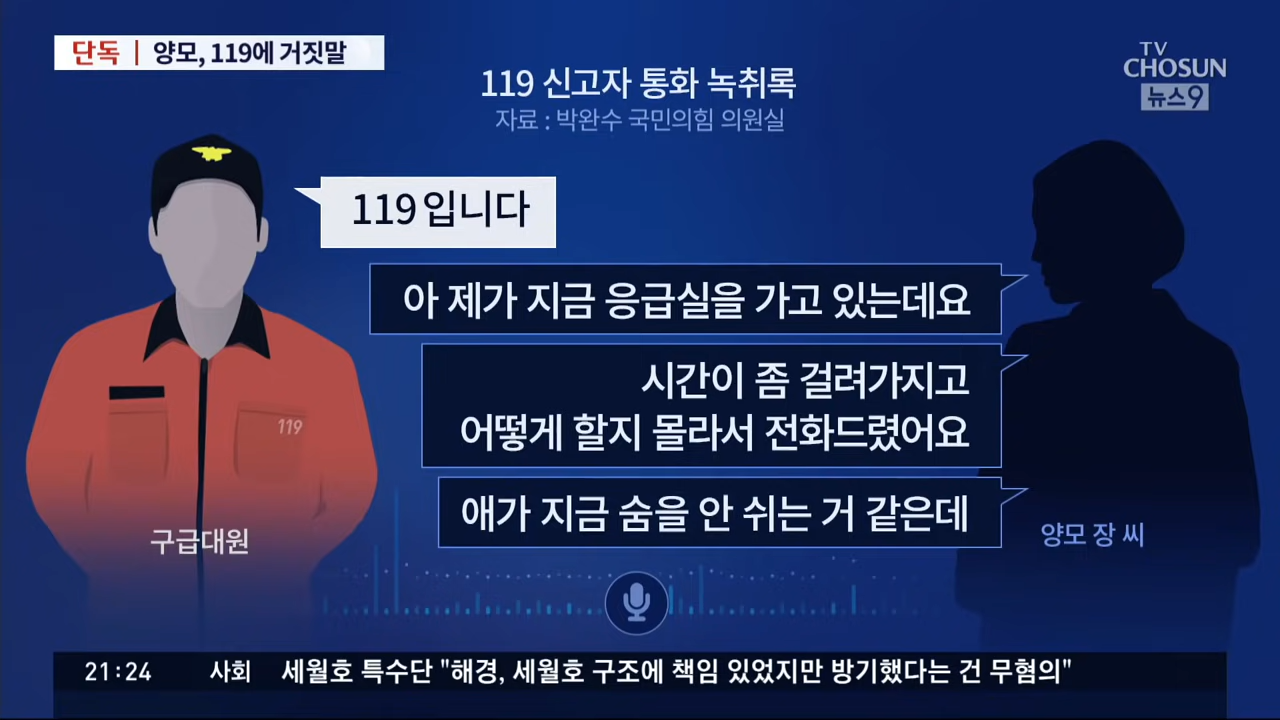 단독 | 양모, 119에 거짓말
TV
CHOSUN
뉴스9
119 신고자 통화 녹취록
자료 : 박완수 국민의힘 의원실
119입니다
아 제가 지금 응급실을 가고 있는데요
시간이 좀 걸려가지고
어떻게 할지 몰라서 전화드렸어요
애가 지금 숨을 안 쉬는 거 같은데
119
구급대원
양모 장 씨
21:24 사회 세월호 특수단 "해경, 세월호 구조에 책임 있었지만 방기했다는 건 무혐의"